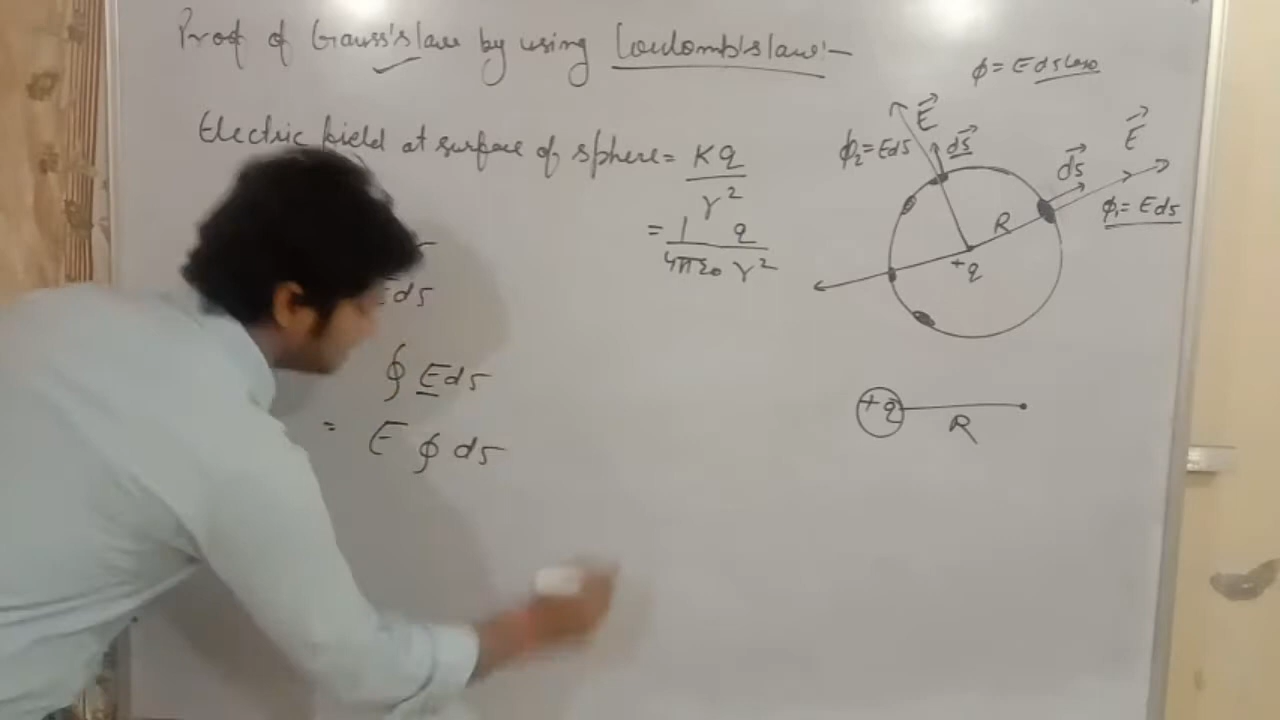 Proof of Gauss's law by using Coulomb's law:-
φ = E ds cosθ
Electric field at surface of sphere = Kq/r²
= 1/4πε₀ q/r²
Eds
∮ Eds
= E ∮ ds
φ₂ = Eds
E⃗
ds⃗
ds⃗
E⃗
φ₁ = Eds
R
+q
+q
R